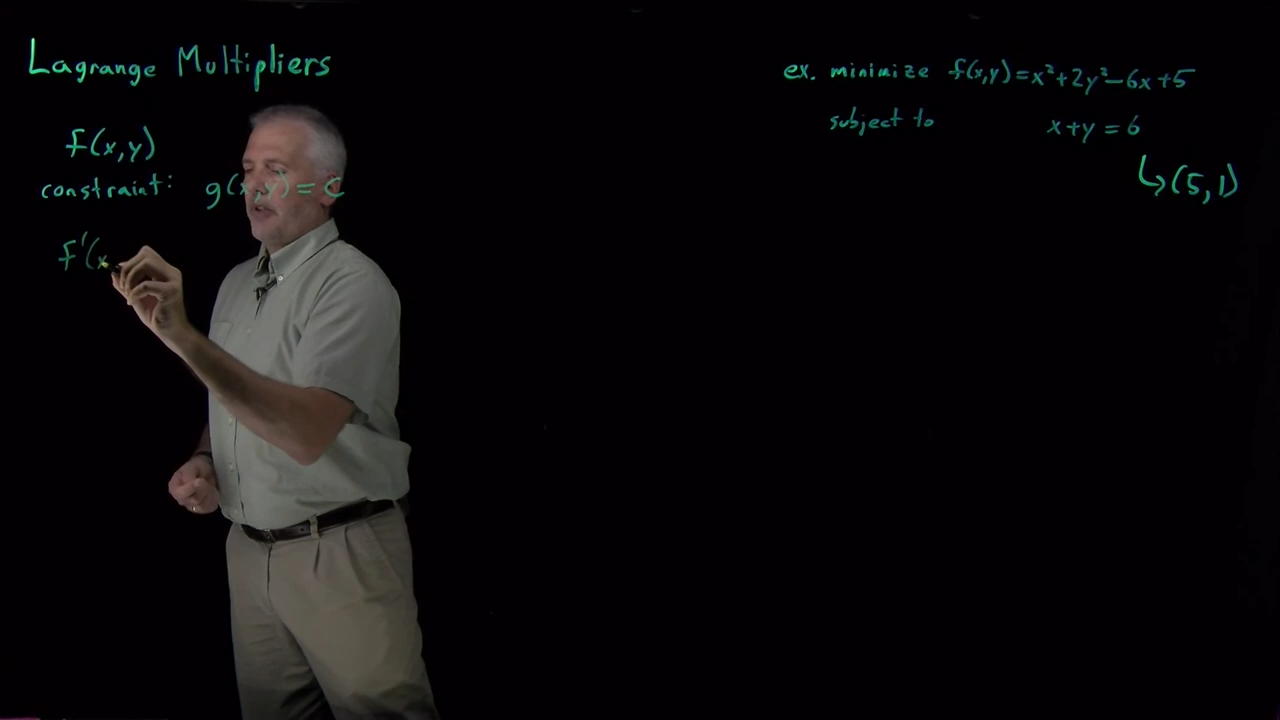 Lagrange Multipliers
f(x,y)
constraint: g(x,y) = c
f'(x
ex. minimize f(x,y) = x²+2y²−6x+5
subject to x+y = 6
↳(5,1)